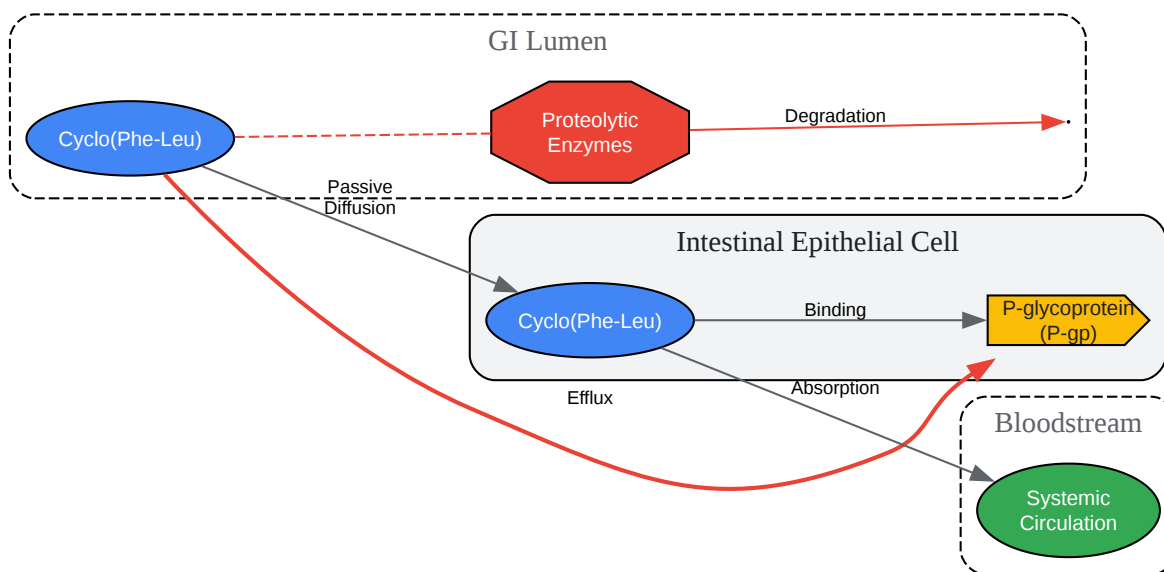 GI Lumen
Cyclo(Phe-Leu)
Proteolytic
Enzymes
Degradation
Passive
Diffusion
Intestinal Epithelial Cell
Cyclo(Phe-Leu)
Binding
P-glycoprotein
(P-gp)
Efflux
Absorption
Bloodstream
Systemic
Circulation